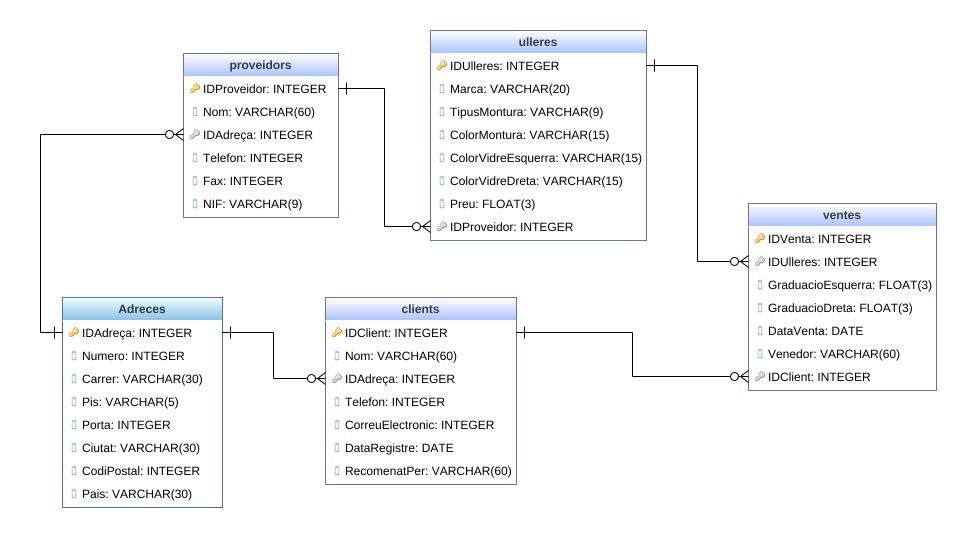 proveidors
IDProveidor: INTEGER
Nom: VARCHAR(60)
IDAdreça: INTEGER
Telefon: INTEGER
Fax: INTEGER
NIF: VARCHAR(9)
ulleres
IDUlleres: INTEGER
Marca: VARCHAR(20)
TipusMontura: VARCHAR(9)
ColorMontura: VARCHAR(15)
ColorVidreEsquerra: VARCHAR(15)
ColorVidreDreta: VARCHAR(15)
Preu: FLOAT(3)
IDProveidor: INTEGER
ventes
IDVenta: INTEGER
IDUlleres: INTEGER
GraduacioEsquerra: FLOAT(3)
GraduacioDreta: FLOAT(3)
DataVenta: DATE
Venedor: VARCHAR(60)
IDClient: INTEGER
Adreces
IDAdreça: INTEGER
Numero: INTEGER
Carrer: VARCHAR(30)
Pis: VARCHAR(5)
Porta: INTEGER
Ciutat: VARCHAR(30)
CodiPostal: INTEGER
Pais: VARCHAR(30)
clients
IDClient: INTEGER
Nom: VARCHAR(60)
IDAdreça: INTEGER
Telefon: INTEGER
CorreuElectronic: INTEGER
DataRegistre: DATE
RecomenatPer: VARCHAR(60)